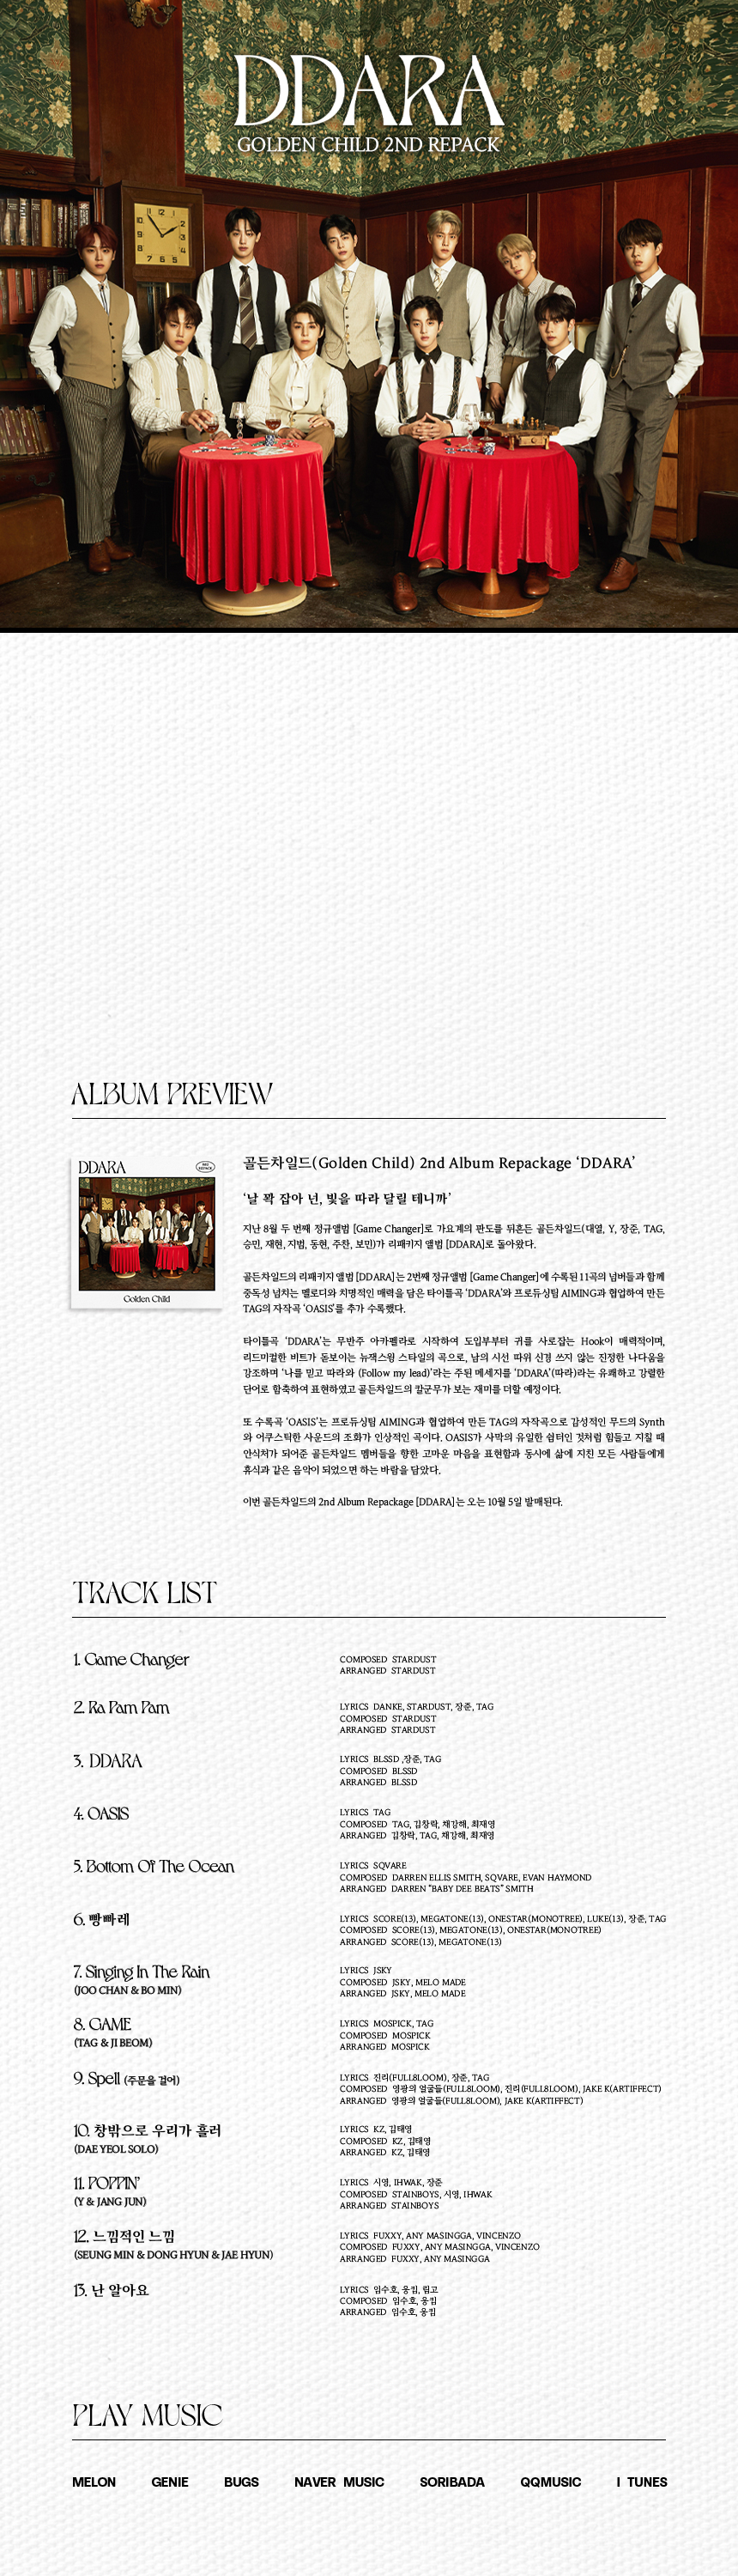 DDARA
GOLDEN CHILD 2ND REPACK
ALBUM PREVIEW
DDARA
Golden Child
골든차일드(Golden Child) 2nd Album Repackage ‘DDARA’
‘날 꽉 잡아 넌, 빛을 따라 달릴 테니까’
지난 8월 두 번째 정규앨범 [Game Changer]로 가요계의 판도를 뒤흔든 골든차일드(대열, Y, 장준, TAG,
승민, 재현, 지범, 동현, 주찬, 보민)가 리패키지 앨범 [DDARA]로 돌아왔다.
골든차일드의 리패키지 앨범 [DDARA]는 2번째 정규앨범 [Game Changer]에 수록된 11곡의 넘버들과 함께
중독성 넘치는 멜로디와 치명적인 매력을 담은 타이틀곡 ‘DDARA’와 프로듀싱팀 AIMING과 협업하여 만든
TAG의 자작곡 ‘OASIS’를 추가 수록했다.
타이틀곡 ‘DDARA’는 무반주 아카펠라로 시작하여 도입부부터 귀를 사로잡는 Hook이 매력적이며,
리드미컬한 비트가 돋보이는 뉴잭스윙 스타일의 곡으로, 남의 시선 따위 신경 쓰지 않는 진정한 나다움을
강조하며 ‘나를 믿고 따라와 (Follow my lead)’라는 주된 메세지를 ‘DDARA’(따라)라는 유쾌하고 강렬한
단어로 함축하여 표현하였고 골든차일드의 칼군무가 보는 재미를 더할 예정이다.
또 수록곡 ‘OASIS’는 프로듀싱팀 AIMING과 협업하여 만든 TAG의 자작곡으로 감성적인 무드의 Synth
와 어쿠스틱한 사운드의 조화가 인상적인 곡이다. OASIS가 사막의 유일한 쉼터인 것처럼 힘들고 지칠 때
안식처가 되어준 골든차일드 멤버들을 향한 고마운 마음을 표현함과 동시에 삶에 지친 모든 사람들에게
휴식과 같은 음악이 되었으면 하는 바람을 담았다.
이번 골든차일드의 2nd Album Repackage [DDARA]는 오는 10월 5일 발매된다.
TRACK LIST
1. Game Changer
COMPOSED STARDUST
ARRANGED STARDUST
2. Ra Pam Pam
LYRICS DANKE, STARDUST, 장준, TAG
COMPOSED STARDUST
ARRANGED STARDUST
3. DDARA
LYRICS BLSSD ,장준, TAG
COMPOSED BLSSD
ARRANGED BLSSD
4. OASIS
LYRICS TAG
COMPOSED TAG, 김창락, 채강해, 최재영
ARRANGED 김창락, TAG, 채강해, 최재영
5. Bottom Of The Ocean
LYRICS SQVARE
COMPOSED DARREN ELLIS SMITH, SQVARE, EVAN HAYMOND
ARRANGED DARREN “BABY DEE BEATS” SMITH
6. 빵빠레
LYRICS SCORE(13), MEGATONE(13), ONESTAR(MONOTREE), LUKE(13), 장준, TAG
COMPOSED SCORE(13), MEGATONE(13), ONESTAR(MONOTREE)
ARRANGED SCORE(13), MEGATONE(13)
7. Singing In The Rain
(JOO CHAN & BO MIN)
LYRICS JSKY
COMPOSED JSKY, MELO MADE
ARRANGED JSKY, MELO MADE
8. GAME
(TAG & JI BEOM)
LYRICS MOSPICK, TAG
COMPOSED MOSPICK
ARRANGED MOSPICK
9. Spell (주문을 걸어)
LYRICS 진리(FULL8LOOM), 장준, TAG
COMPOSED 영광의 얼굴들(FULL8LOOM), 진리(FULL8LOOM), JAKE K(ARTIFFECT)
ARRANGED 영광의 얼굴들(FULL8LOOM), JAKE K(ARTIFFECT)
10. 창밖으로 우리가 흘러
(DAE YEOL SOLO)
LYRICS KZ, 김태영
COMPOSED KZ, 김태영
ARRANGED KZ, 김태영
11. POPPIN’
(Y & JANG JUN)
LYRICS 시영, IHWAK, 장준
COMPOSED STAINBOYS, 시영, IHWAK
ARRANGED STAINBOYS
12. 느낌적인 느낌
(SEUNG MIN & DONG HYUN & JAE HYUN)
LYRICS FUXXY, ANY MASINGGA, VINCENZO
COMPOSED FUXXY, ANY MASINGGA, VINCENZO
ARRANGED FUXXY, ANY MASINGGA
13. 난 알아요
LYRICS 임수호, 웅킴, 림고
COMPOSED 임수호, 웅킴
ARRANGED 임수호, 웅킴
PLAY MUSIC
MELON GENIE BUGS NAVER MUSIC SORIBADA QQMUSIC I TUNES